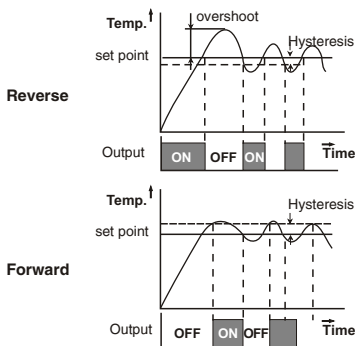 Temp.
overshoot
Hysteresis
set point
Reverse
Output
ON
OFF
ON
Time
Temp.
Hysteresis
set point
Forward
Output
OFF
ON
OFF
Time